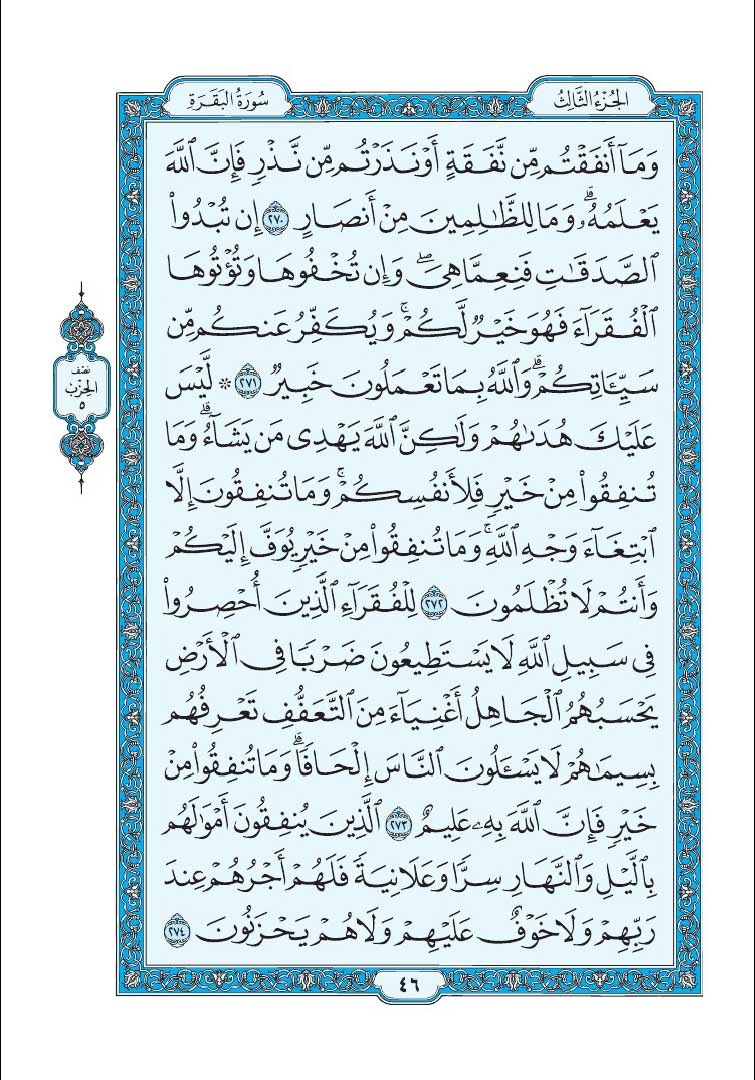 الجُزْءُ الثَّالِثُ
سُورَةُ البَقَرَةِ
وَمَآ أَنفَقْتُم مِّن نَّفَقَةٍ أَوْ نَذَرْتُم مِّن نَّذْرٍ فَإِنَّ ٱللَّهَ
يَعْلَمُهُۥۗ وَمَا لِلظَّـٰلِمِينَ مِنْ أَنصَارٍ ٢٧٠ إِن تُبْدُوا۟
ٱلصَّدَقَـٰتِ فَنِعِمَّا هِىَۖ وَإِن تُخْفُوهَا وَتُؤْتُوهَا
ٱلْفُقَرَآءَ فَهُوَ خَيْرٌ لَّكُمْۚ وَيُكَفِّرُ عَنكُم مِّن
سَيِّـَٔاتِكُمْۗ وَٱللَّهُ بِمَا تَعْمَلُونَ خَبِيرٌ ٢٧١ * لَّيْسَ
عَلَيْكَ هُدَىٰهُمْ وَلَـٰكِنَّ ٱللَّهَ يَهْدِى مَن يَشَآءُۗ وَمَا
تُنفِقُوا۟ مِنْ خَيْرٍ فَلِأَنفُسِكُمْۚ وَمَا تُنفِقُونَ إِلَّا
ٱبْتِغَآءَ وَجْهِ ٱللَّهِۚ وَمَا تُنفِقُوا۟ مِنْ خَيْرٍ يُوَفَّ إِلَيْكُمْ
وَأَنتُمْ لَا تُظْلَمُونَ ٢٧٢ لِلْفُقَرَآءِ ٱلَّذِينَ أُحْصِرُوا۟
فِى سَبِيلِ ٱللَّهِ لَا يَسْتَطِيعُونَ ضَرْبًا فِى ٱلْأَرْضِ
يَحْسَبُهُمُ ٱلْجَاهِلُ أَغْنِيَآءَ مِنَ ٱلتَّعَفُّفِ تَعْرِفُهُم
بِسِيمَـٰهُمْ لَا يَسْـَٔلُونَ ٱلنَّاسَ إِلْحَافًاۗ وَمَا تُنفِقُوا۟ مِنْ
خَيْرٍ فَإِنَّ ٱللَّهَ بِهِۦ عَلِيمٌ ٢٧٣ ٱلَّذِينَ يُنفِقُونَ أَمْوَٰلَهُم
بِٱلَّيْلِ وَٱلنَّهَارِ سِرًّا وَعَلَانِيَةً فَلَهُمْ أَجْرُهُمْ عِندَ
رَبِّهِمْ وَلَا خَوْفٌ عَلَيْهِمْ وَلَا هُمْ يَحْزَنُونَ ٢٧٤
نصف
الحزب
٥
٤٦